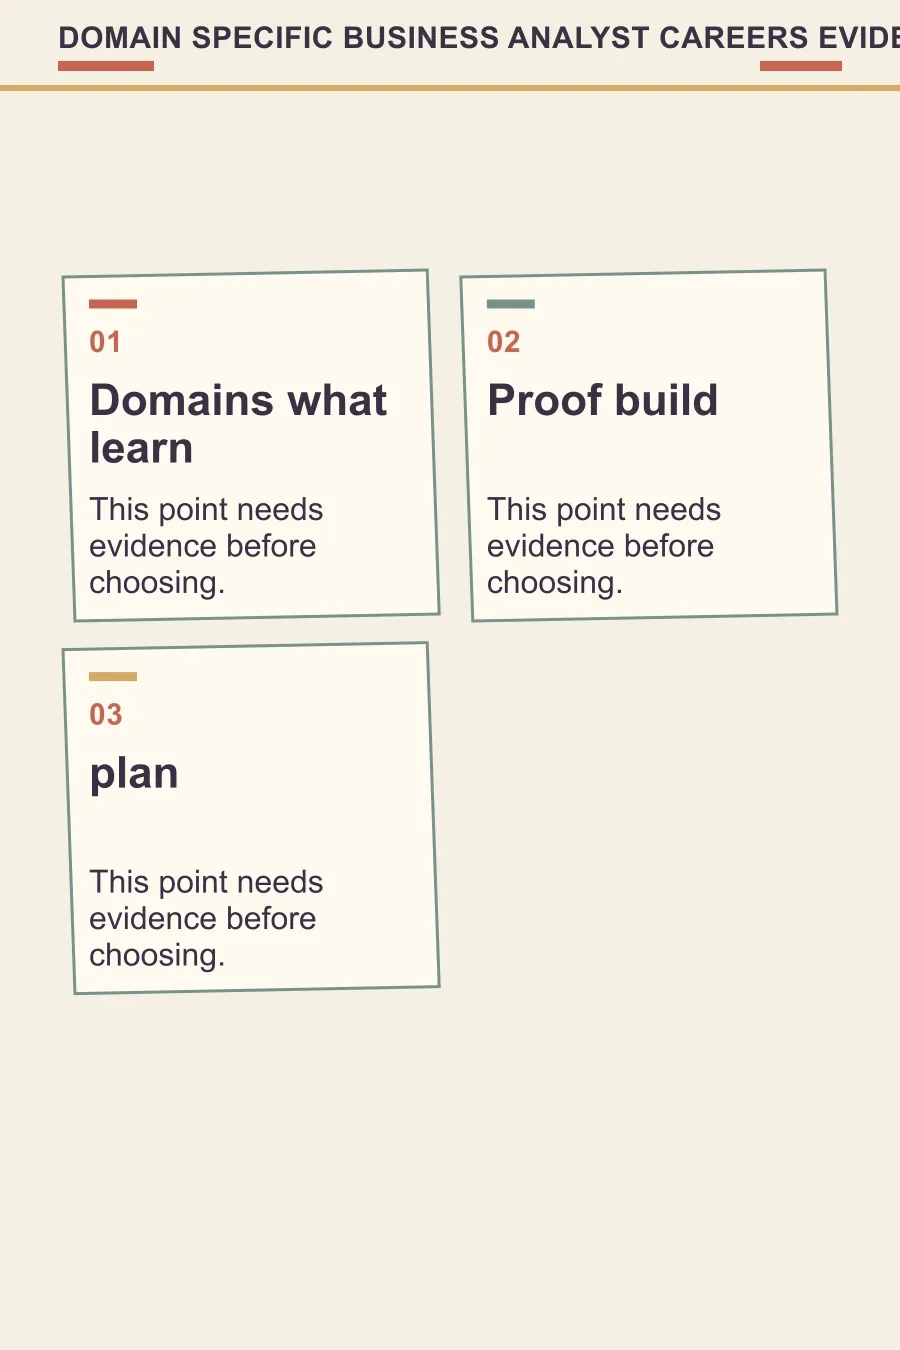 DOMAIN SPECIFIC BUSINESS ANALYST CAREERS EVIDE
01
Domains what
learn
This point needs
evidence before
choosing.
02
Proof build
This point needs
evidence before
choosing.
03
plan
This point needs
evidence before
choosing.